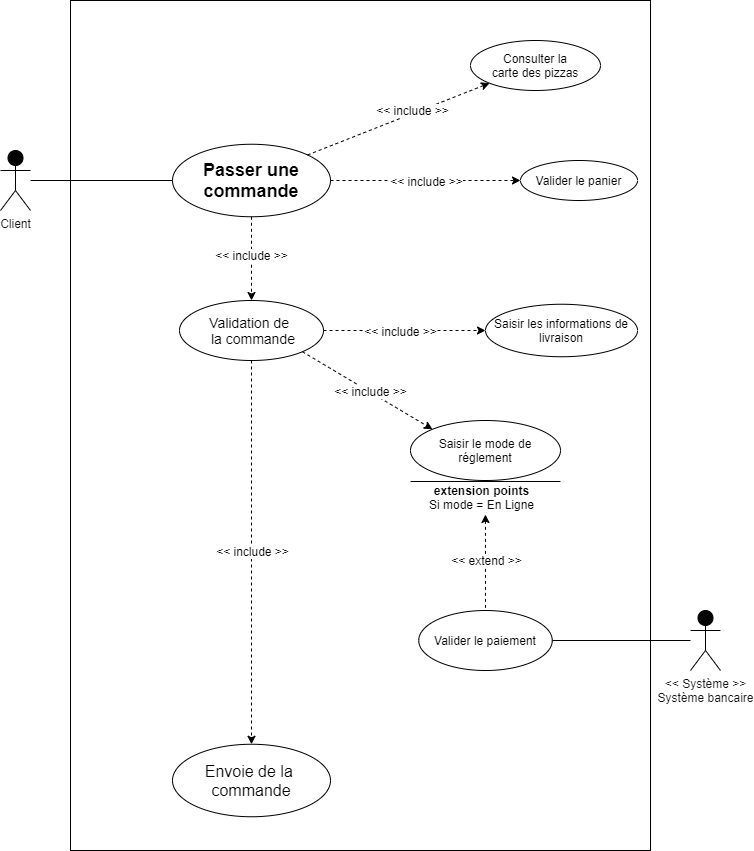 Consulter la
carte des pizzas
<< include >>
Passer une
commande
<< include >>
Valider le panier
Client
<< include >>
Validation de
la commande
<< include >>
Saisir les informations de
livraison
<< include >>
Saisir le mode de
réglement
extension points
Si mode = En Ligne
<< include >>
<< extend >>
Valider le paiement
<< Système >>
Système bancaire
Envoie de la
commande